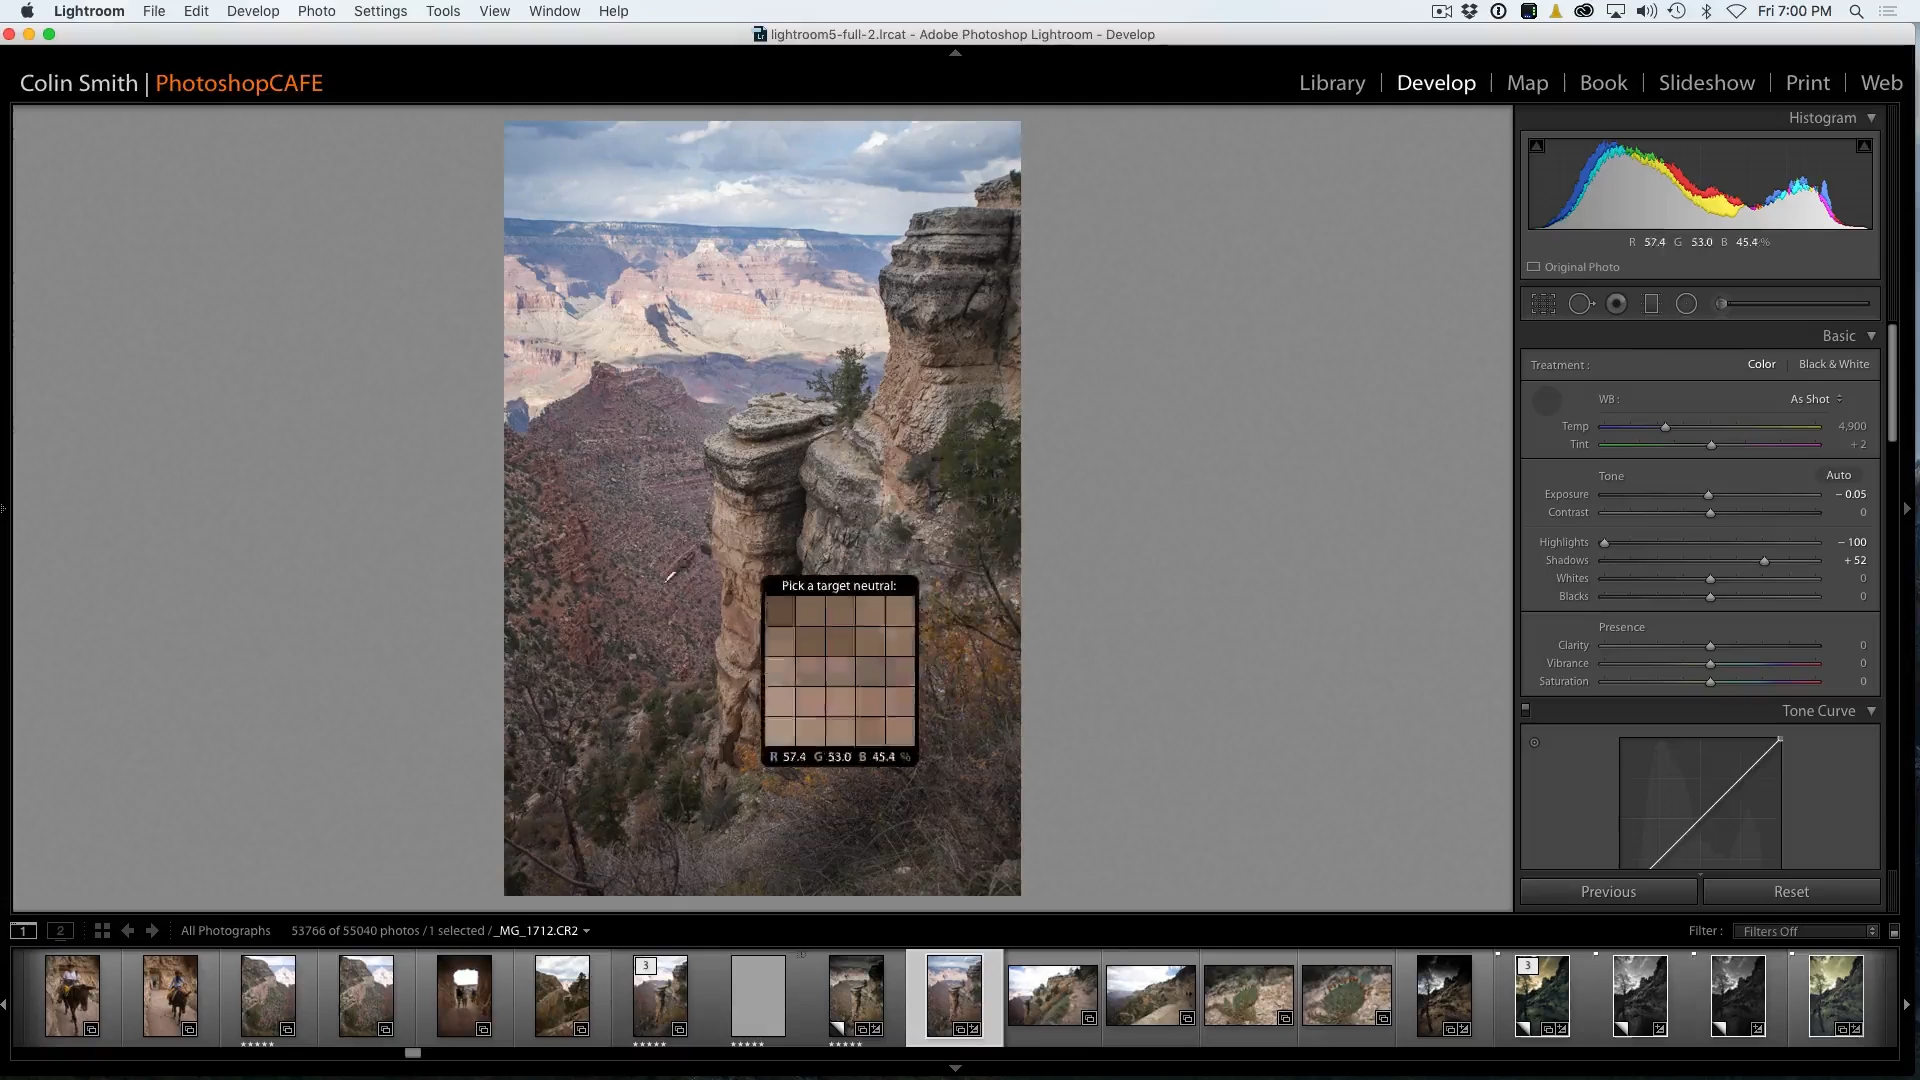 Lightroom File Edit Develop Photo Settings Tools View Window Help Fri 7:00 PM
lightroom5-full-2.lrcat - Adobe Photoshop Lightroom - Develop
Colin Smith | PhotoshopCAFE Library | Develop | Map | Book | Slideshow | Print | Web
Histogram
R 57.4 G 53.0 B 45.4 %
Original Photo
Basic
Treatment : Color | Black & White
WB : As Shot
Temp 4,900
Tint + 2
Tone Auto
Exposure − 0.05
Contrast 0
Highlights − 100
Shadows + 52
Whites 0
Blacks 0
Presence
Clarity 0
Vibrance 0
Saturation 0
Tone Curve
Pick a target neutral:
R 57.4 G 53.0 B 45.4 %
Previous Reset
1 2 All Photographs 53766 of 55040 photos / 1 selected / _MG_1712.CR2 Filter : Filters Off
3 3